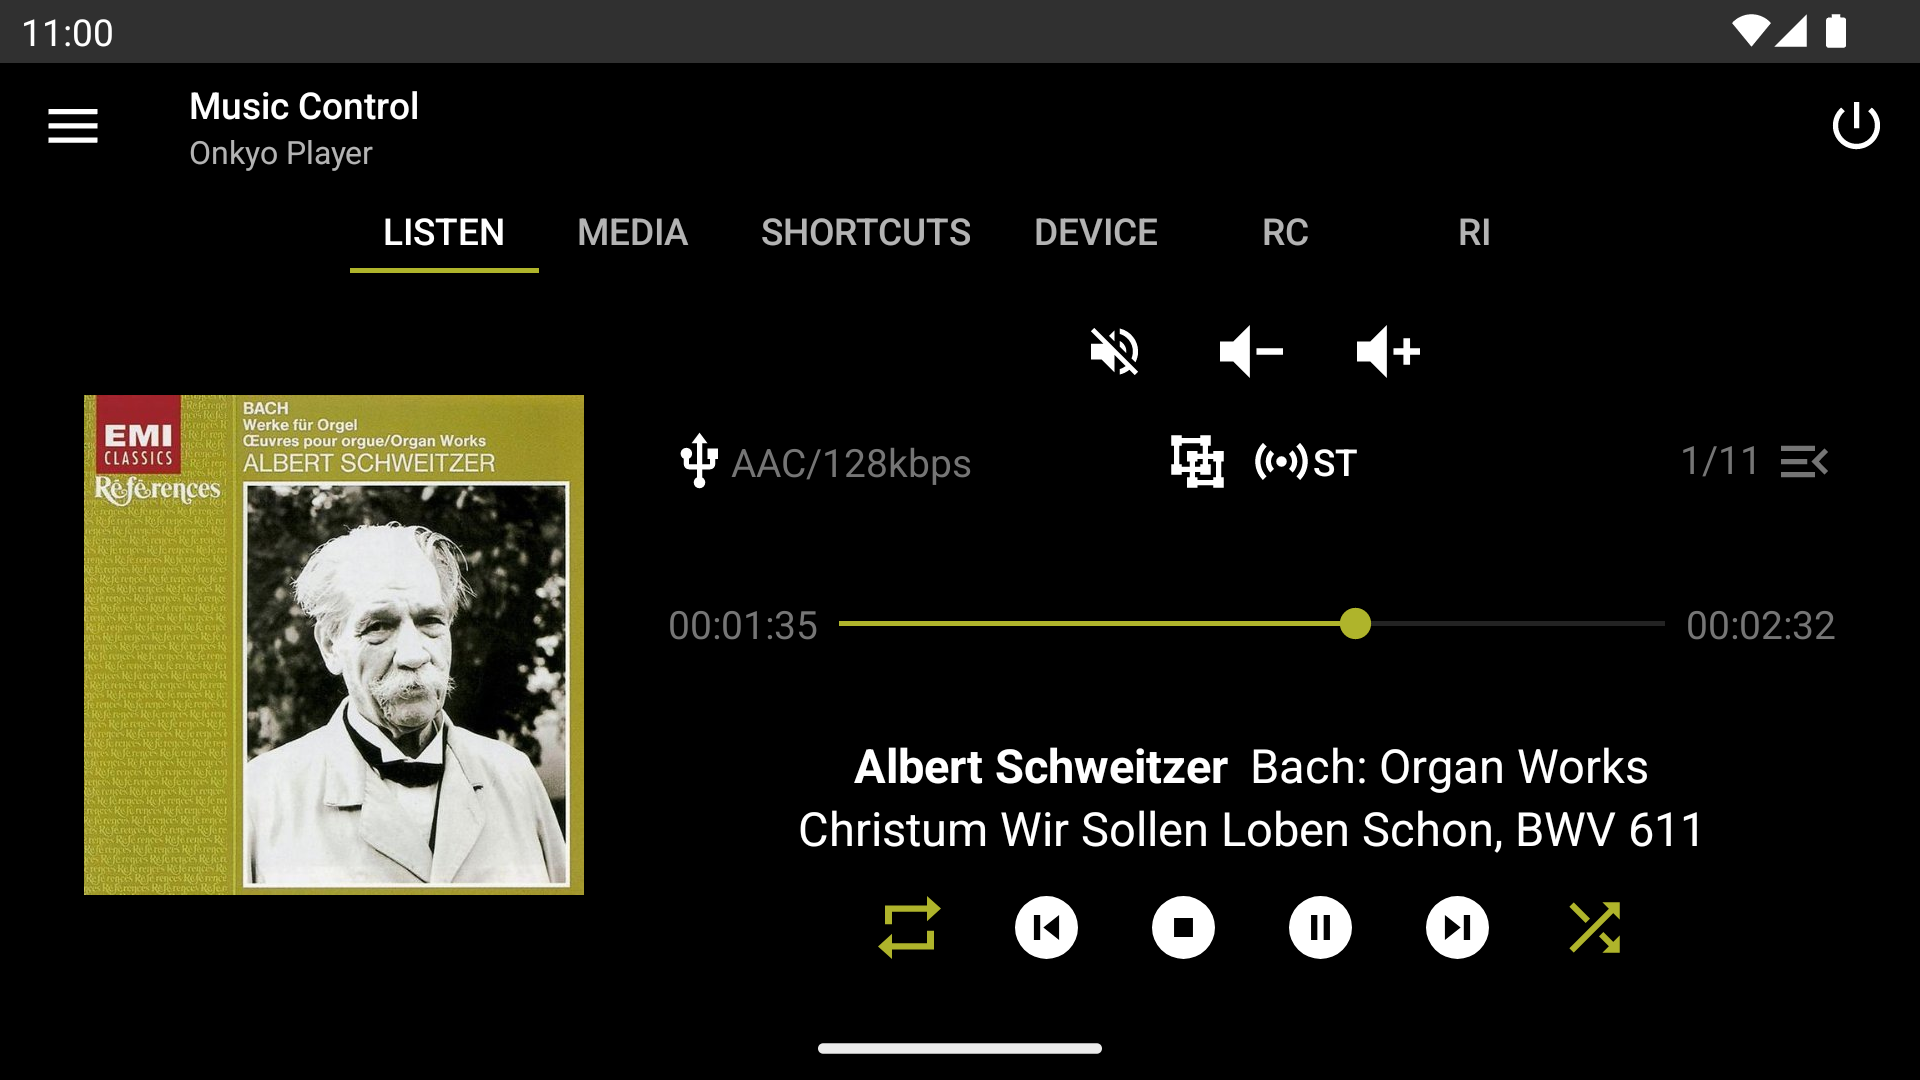 11:00
Music Control
Onkyo Player
LISTEN
MEDIA
SHORTCUTS
DEVICE
RC
RI
EMI
CLASSICS
Références
BACH
Werke für Orgel
Œuvres pour orgue/Organ Works
ALBERT SCHWEITZER
AAC/128kbps
ST
1/11
00:01:35
00:02:32
Albert Schweitzer Bach: Organ Works
Christum Wir Sollen Loben Schon, BWV 611